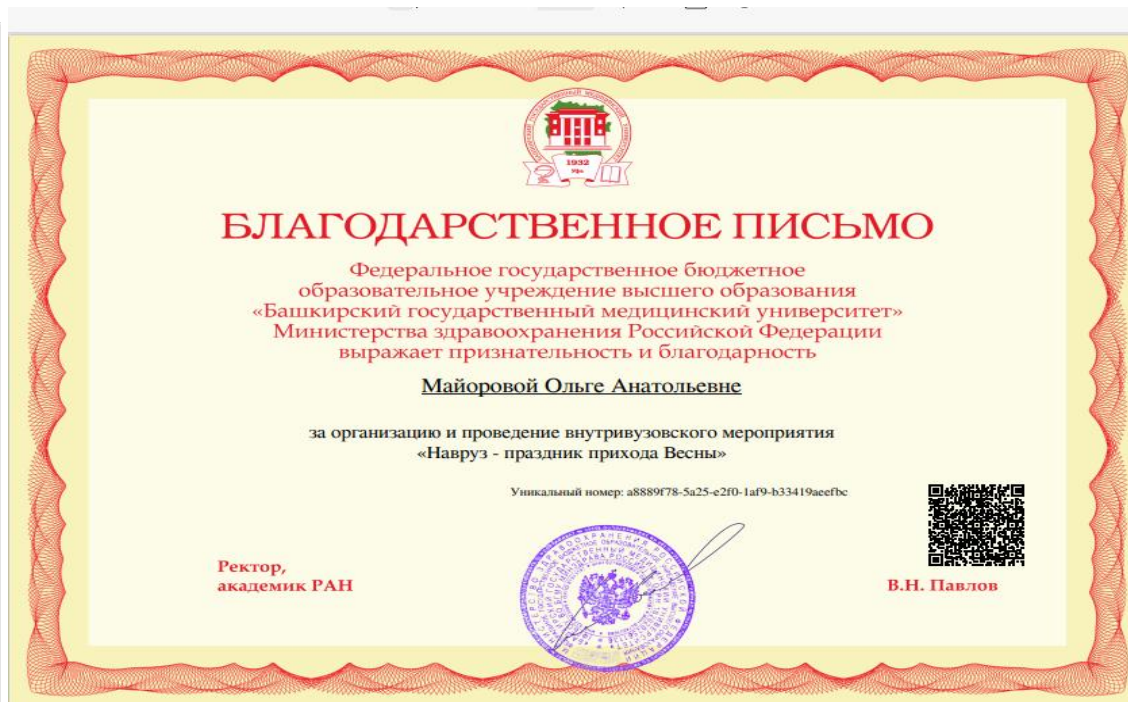 1932
Уфа
БЛАГОДАРСТВЕННОЕ ПИСЬМО
Федеральное государственное бюджетное
образовательное учреждение высшего образования
«Башкирский государственный медицинский университет»
Министерства здравоохранения Российской Федерации
выражает признательность и благодарность
Майоровой Ольге Анатольевне
за организацию и проведение внутривузовского мероприятия
«Навруз - праздник прихода Весны»
Уникальный номер: a8889f78-5a25-e2f0-1af9-b33419aeefbc
Ректор,
академик РАН
В.Н. Павлов